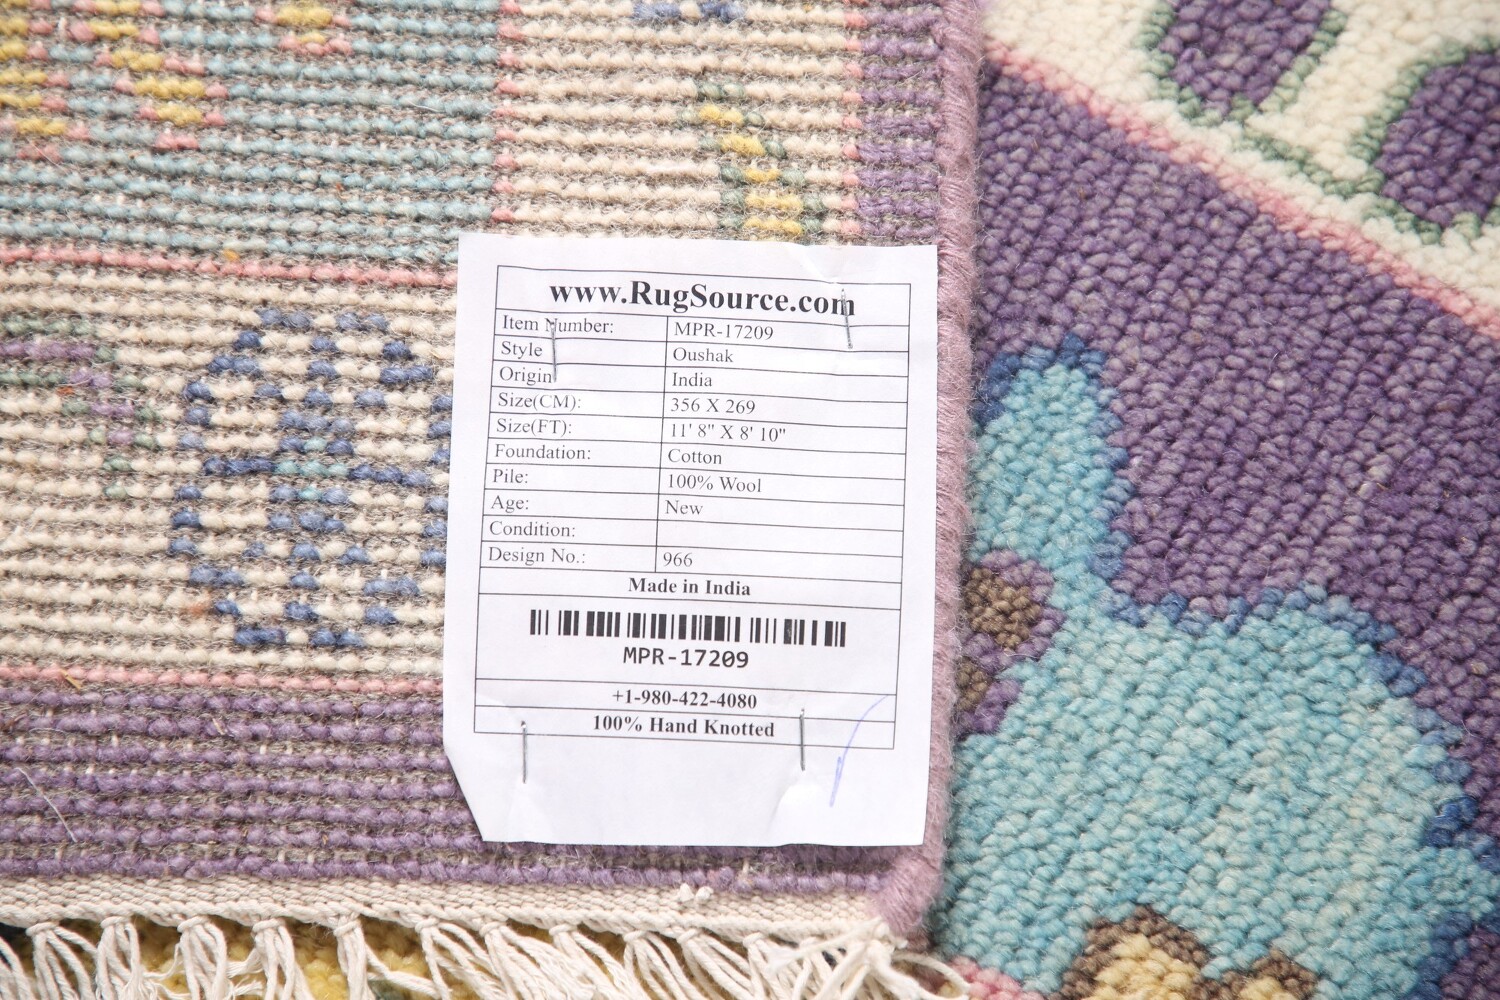 www.RugSource.com
Item Number: MPR-17209
Style Oushak
Origin India
Size(CM): 356 X 269
Size(FT): 11' 8" X 8' 10"
Foundation: Cotton
Pile: 100% Wool
Age: New
Condition:
Design No.: 966
Made in India
MPR-17209
+1-980-422-4080
100% Hand Knotted